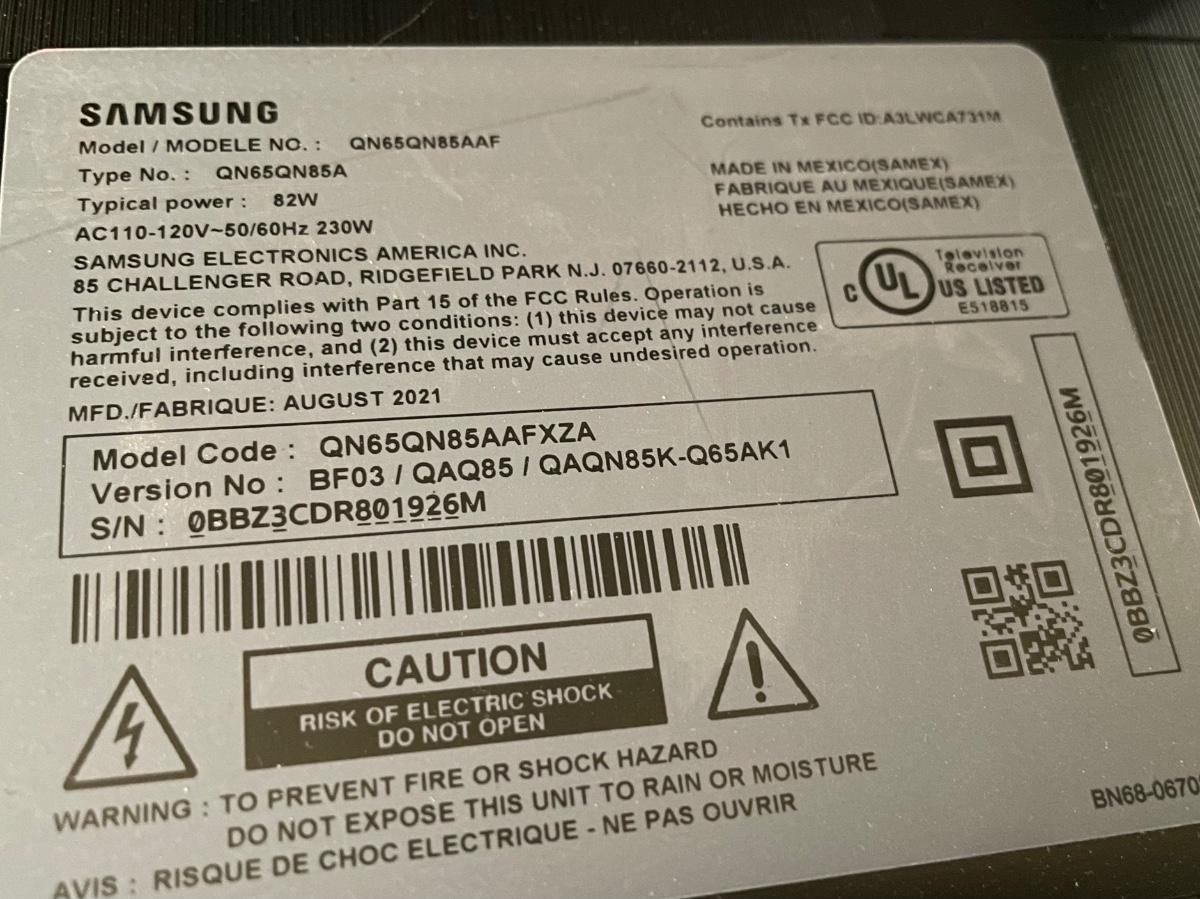 SAMSUNG
Model / MODELE NO. : QN65QN85AAF
Type No. : QN65QN85A
Typical power : 82W
AC110-120V~50/60Hz 230W
SAMSUNG ELECTRONICS AMERICA INC.
85 CHALLENGER ROAD, RIDGEFIELD PARK N.J. 07660-2112, U.S.A.
This device complies with Part 15 of the FCC Rules. Operation is
subject to the following two conditions: (1) this device may not cause
harmful interference, and (2) this device must accept any interference
received, including interference that may cause undesired operation.
MFD./FABRIQUE: AUGUST 2021
Contains Tx FCC ID:A3LWCA731M
MADE IN MEXICO(SAMEX)
FABRIQUE AU MEXIQUE(SAMEX)
HECHO EN MEXICO(SAMEX)
Television
Receiver
C UL US LISTED
E518815
Model Code : QN65QN85AAFXZA
Version No : BF03 / QAQ85 / QAQN85K-Q65AK1
S/N : 0BBZ3CDR801926M
0BBZ3CDR801926M
CAUTION
RISK OF ELECTRIC SHOCK
DO NOT OPEN
WARNING : TO PREVENT FIRE OR SHOCK HAZARD
DO NOT EXPOSE THIS UNIT TO RAIN OR MOISTURE
AVIS : RISQUE DE CHOC ELECTRIQUE - NE PAS OUVRIR
BN68-0670